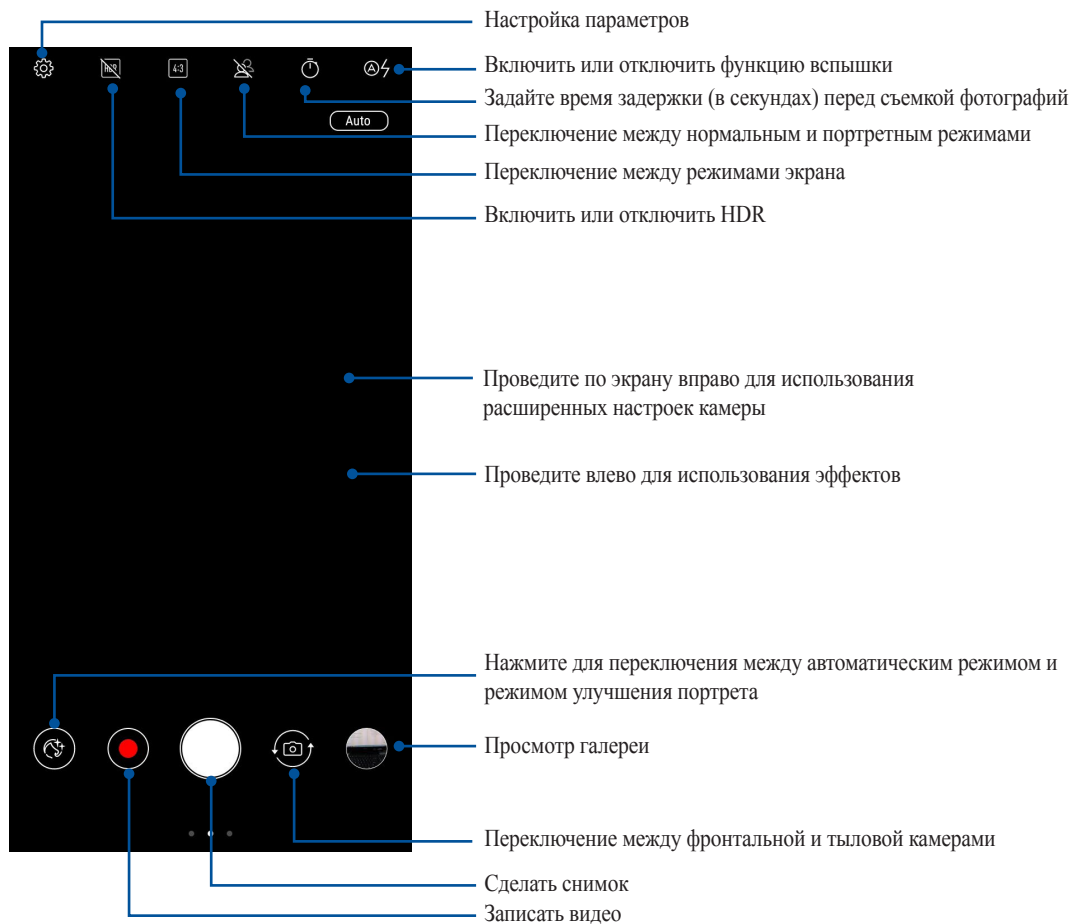 Настройка параметров
HDR
4:3
A
Включить или отключить функцию вспышки
Задайте время задержки (в секундах) перед съемкой фотографий
Auto
Переключение между нормальным и портретным режимами
Переключение между режимами экрана
Включить или отключить HDR
Проведите по экрану вправо для использования
расширенных настроек камеры
Проведите влево для использования эффектов
Нажмите для переключения между автоматическим режимом и
режимом улучшения портрета
Просмотр галереи
Переключение между фронтальной и тыловой камерами
Сделать снимок
Записать видео